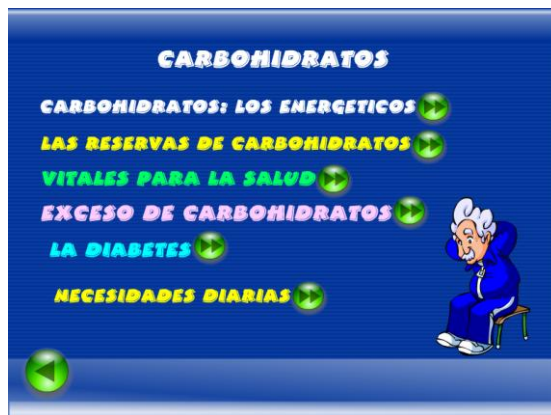 CARBOHIDRATOS
CARBOHIDRATOS: LOS ENERGETICOS
LAS RESERVAS DE CARBOHIDRATOS
VITALES PARA LA SALUD
EXCESO DE CARBOHIDRATOS
LA DIABETES
NECESIDADES DIARIAS